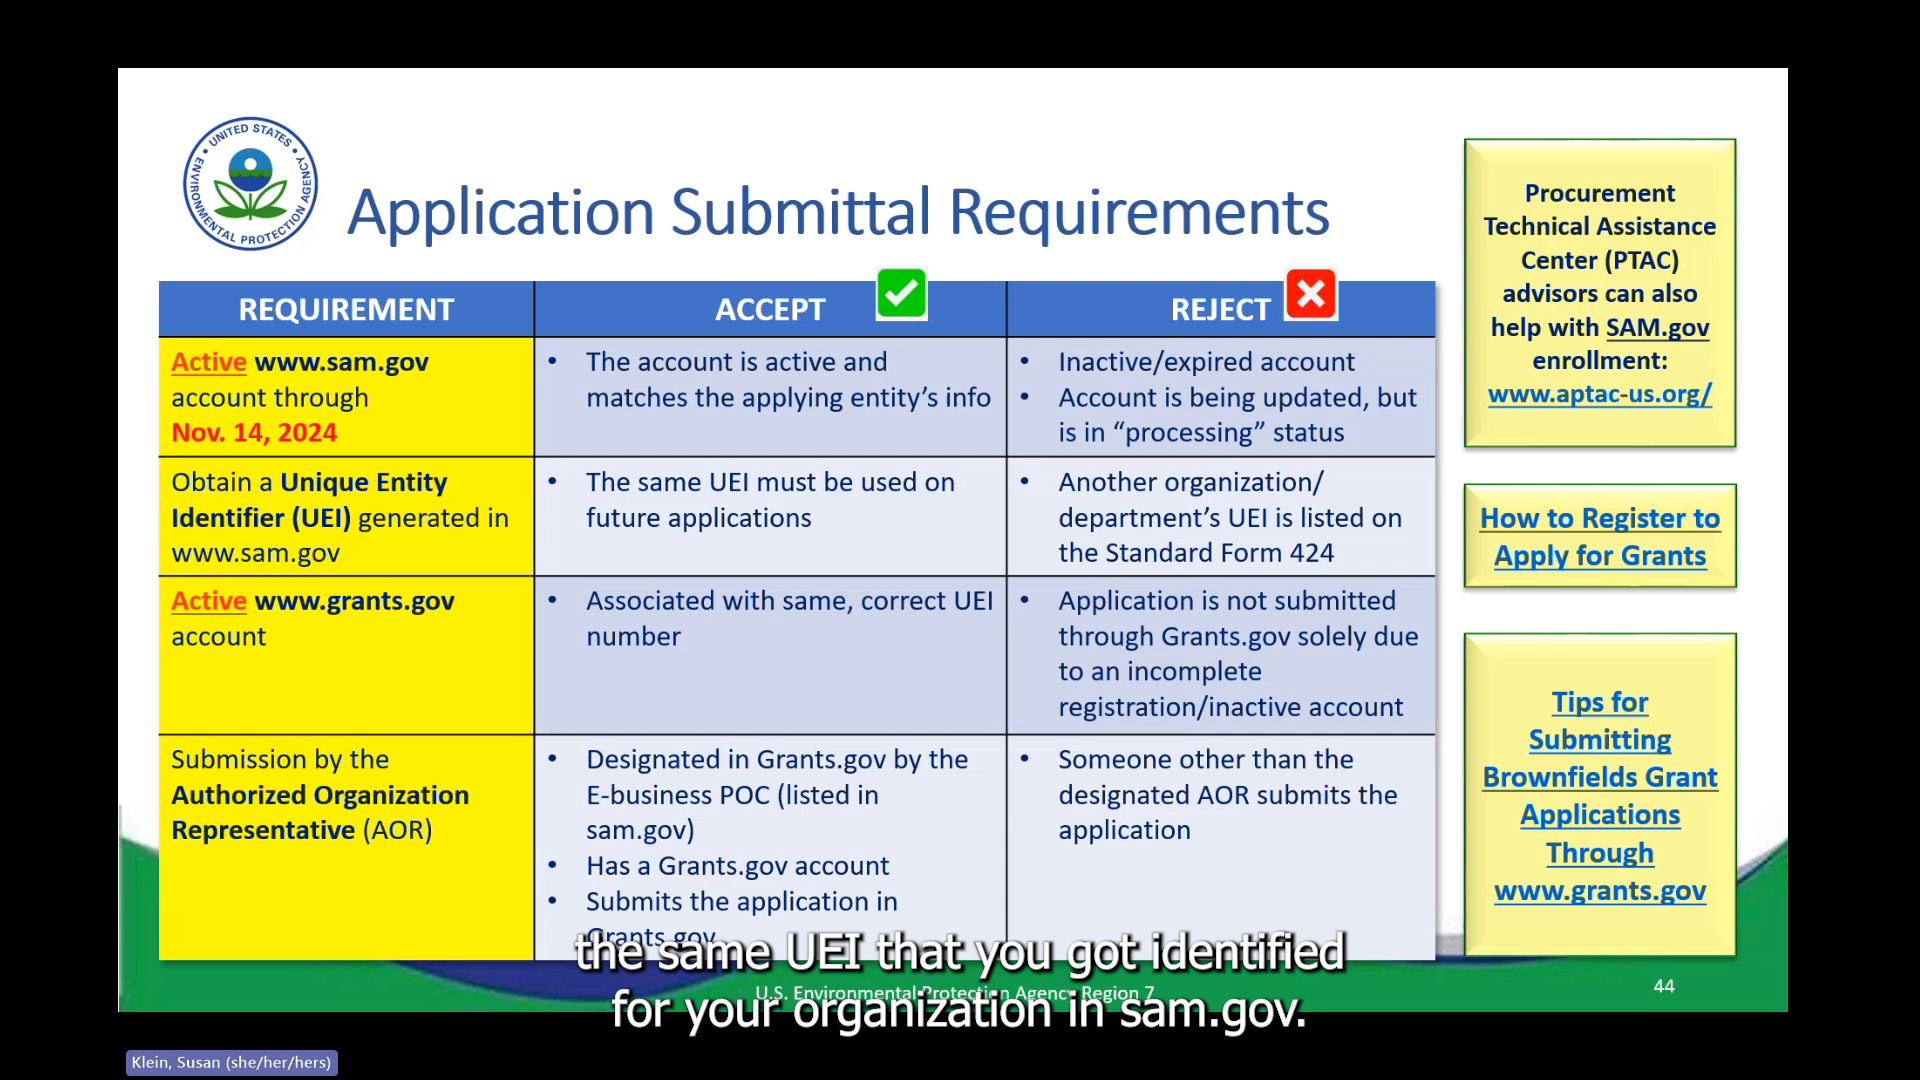 UNITED STATES
ENVIRONMENTAL PROTECTION AGENCY
Application Submittal Requirements
REQUIREMENT
ACCEPT
REJECT
Active www.sam.gov
account through
Nov. 14, 2024
• The account is active and
matches the applying entity’s info
• Inactive/expired account
• Account is being updated, but
is in “processing” status
Obtain a Unique Entity
Identifier (UEI) generated in
www.sam.gov
• The same UEI must be used on
future applications
• Another organization/
department’s UEI is listed on
the Standard Form 424
Active www.grants.gov
account
• Associated with same, correct UEI
number
• Application is not submitted
through Grants.gov solely due
to an incomplete
registration/inactive account
Submission by the
Authorized Organization
Representative (AOR)
• Designated in Grants.gov by the
E-business POC (listed in
sam.gov)
• Has a Grants.gov account
• Submits the application in
Grants.gov
• Someone other than the
designated AOR submits the
application
Procurement
Technical Assistance
Center (PTAC)
advisors can also
help with SAM.gov
enrollment:
www.aptac-us.org/
How to Register to
Apply for Grants
Tips for
Submitting
Brownfields Grant
Applications
Through
www.grants.gov
the same UEI that you got identified
for your organization in sam.gov.
U.S. Environmental Protection Agency Region 7
44
Klein, Susan (she/her/hers)